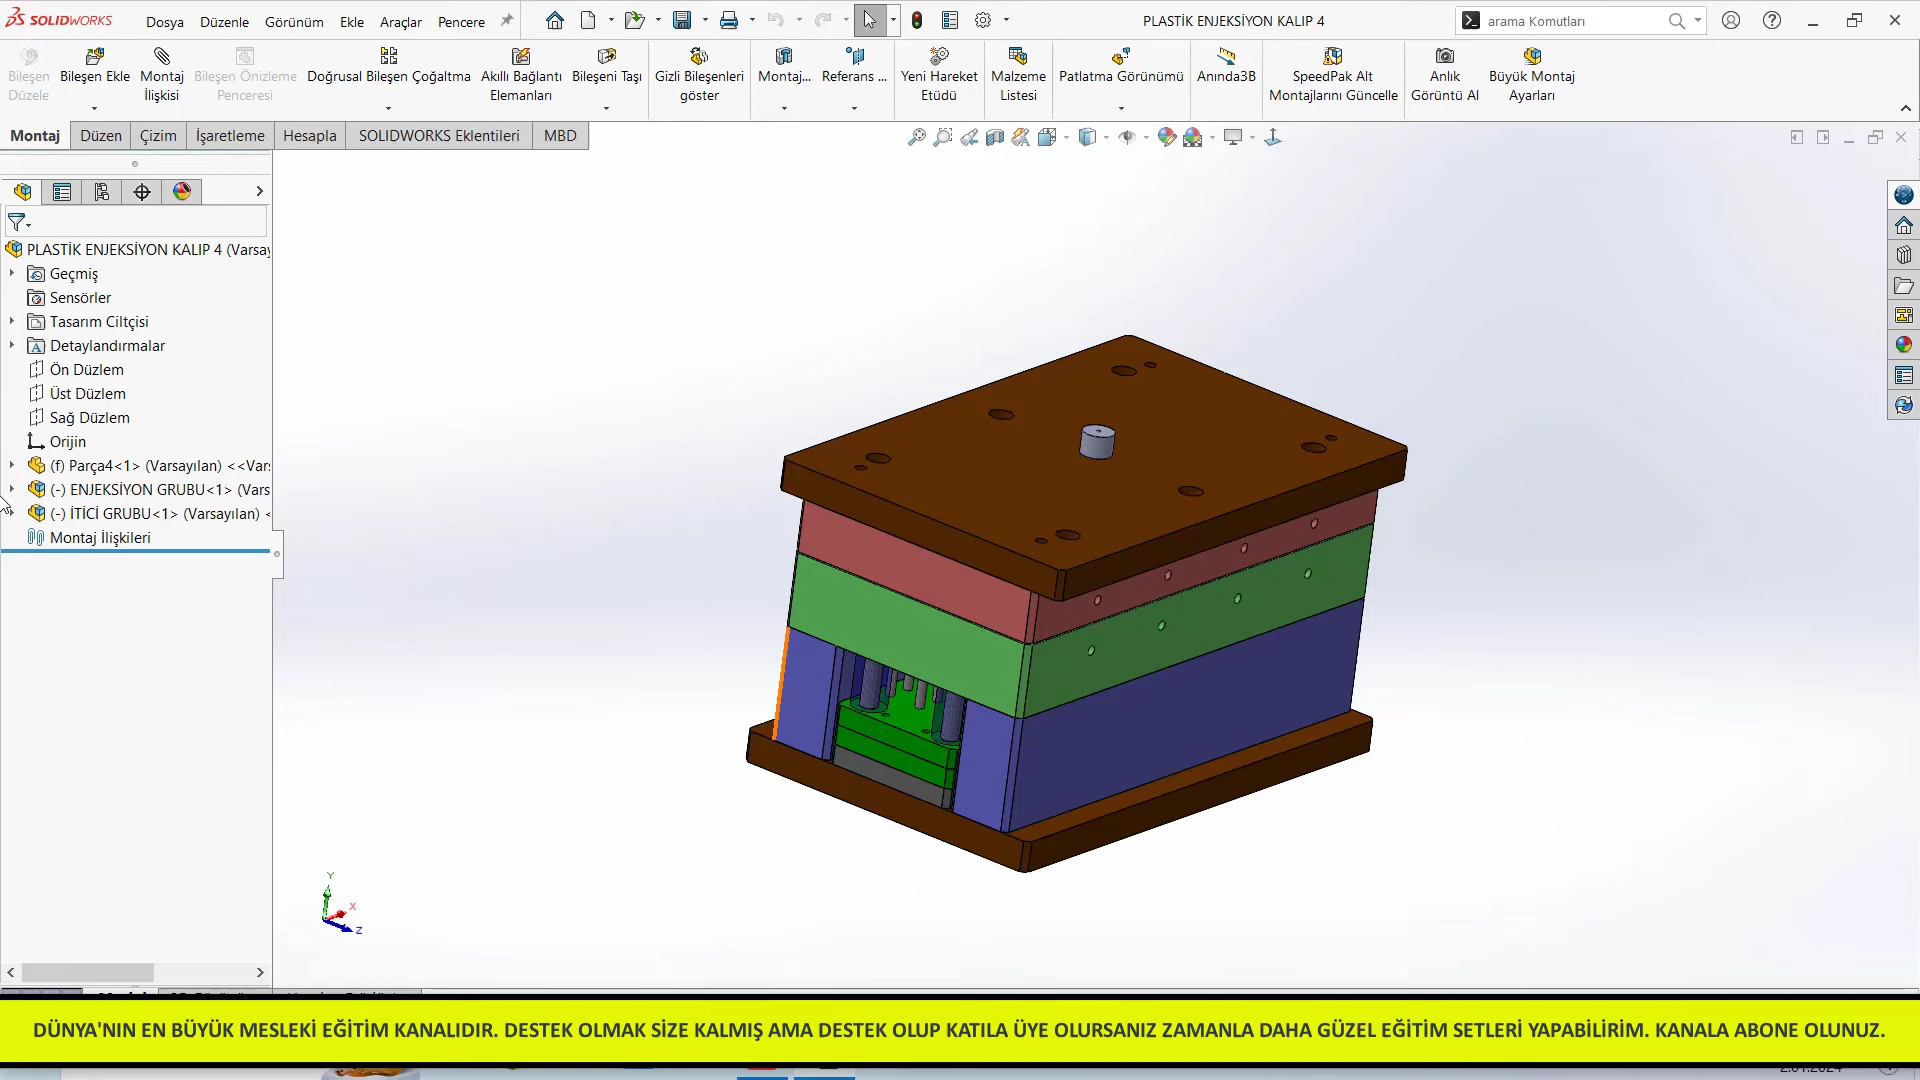 SOLIDWORKS
Dosya Düzenle Görünüm Ekle Araçlar Pencere
PLASTİK ENJEKSİYON KALIP 4
arama Komutları
Bileşen Düzele
Bileşen Ekle
Montaj İlişkisi
Bileşen Önizleme Penceresi
Doğrusal Bileşen Çoğaltma
Akıllı Bağlantı Elemanları
Bileşeni Taşı
Gizli Bileşenleri göster
Montaj...
Referans ...
Yeni Hareket Etüdü
Malzeme Listesi
Patlatma Görünümü
Anında3B
SpeedPak Alt Montajlarını Güncelle
Anlık Görüntü Al
Büyük Montaj Ayarları
Montaj Düzen Çizim İşaretleme Hesapla SOLIDWORKS Eklentileri MBD
PLASTİK ENJEKSİYON KALIP 4 (Varsay
Geçmiş
Sensörler
Tasarım Ciltçisi
Detaylandırmalar
Ön Düzlem
Üst Düzlem
Sağ Düzlem
Orijin
(f) Parça4<1> (Varsayılan) <<Var
(-) ENJEKSİYON GRUBU<1> (Vars
(-) İTİCİ GRUBU<1> (Varsayılan) <
Montaj İlişkileri
Y
X
Z
DÜNYA'NIN EN BÜYÜK MESLEKİ EĞİTİM KANALIDIR. DESTEK OLMAK SİZE KALMIŞ AMA DESTEK OLUP KATILA ÜYE OLURSANIZ ZAMANLA DAHA GÜZEL EĞİTİM SETLERİ YAPABİLİRİM. KANALA ABONE OLUNUZ.